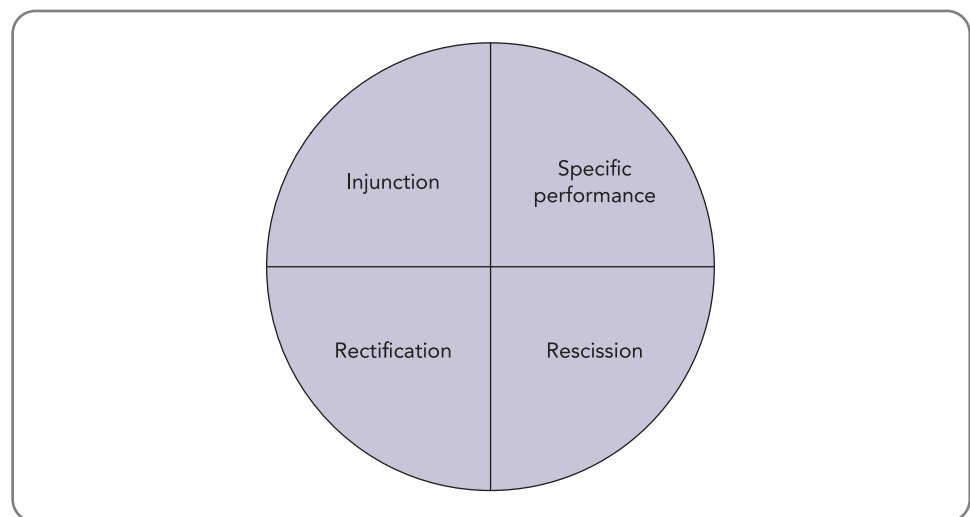 Injunction
Specific
performance
Rectification
Rescission